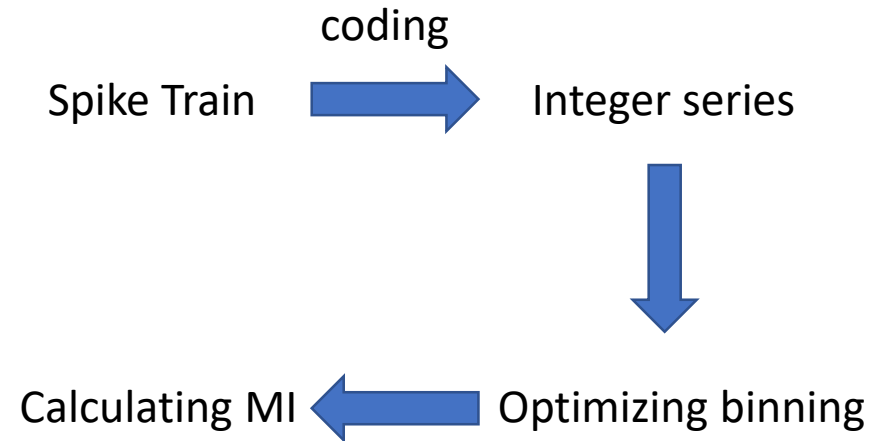 coding
Spike Train
Integer series
Calculating MI
Optimizing binning